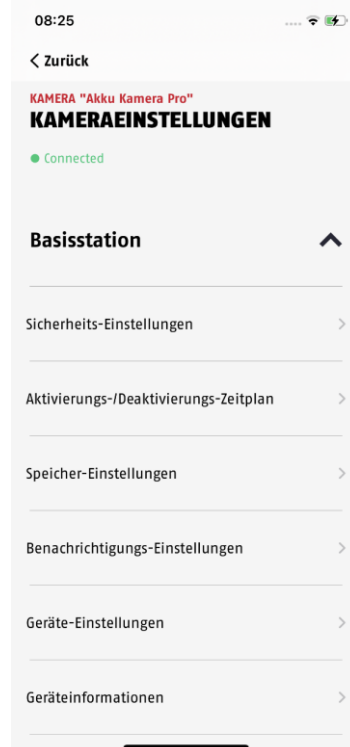 08:25
Zurück
KAMERA "Akku Kamera Pro"
KAMERAEINSTELLUNGEN
Connected
Basisstation
Sicherheits-Einstellungen
Aktivierungs-/Deaktivierungs-Zeitplan
Speicher-Einstellungen
Benachrichtigungs-Einstellungen
Geräte-Einstellungen
Geräteinformationen